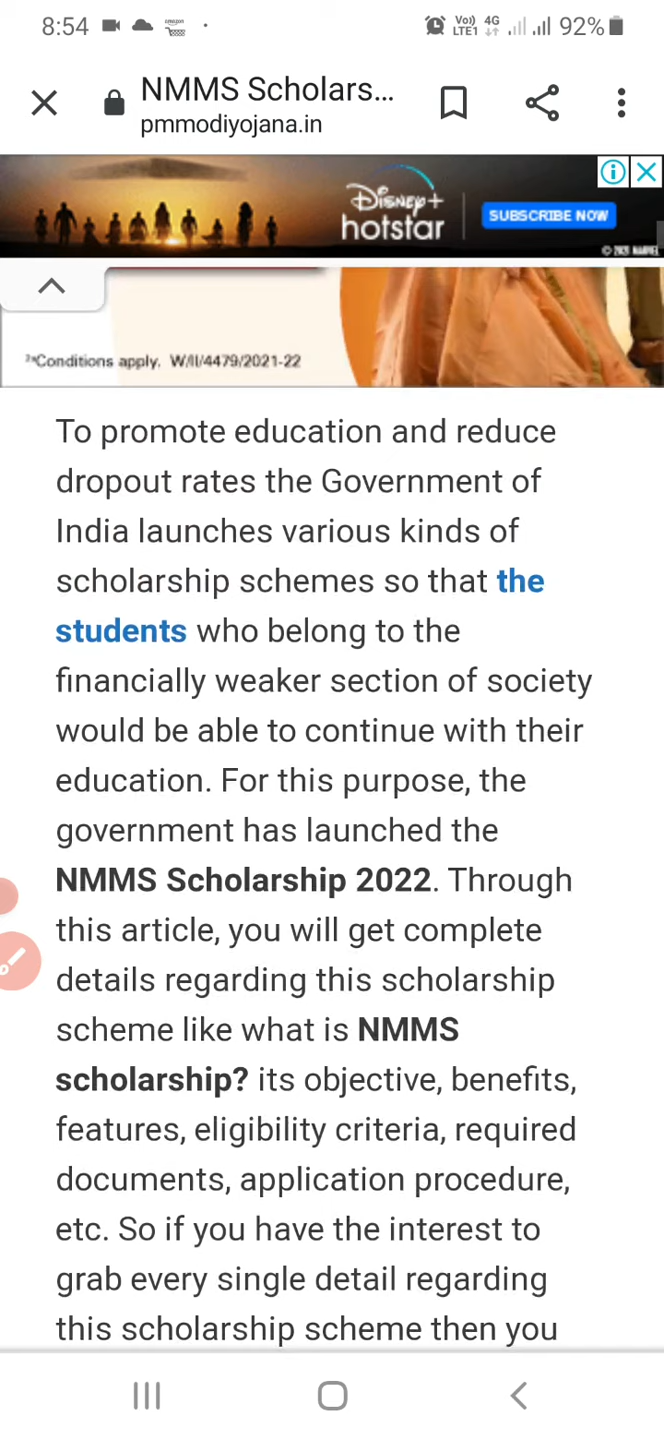 8:54
Vo)) 4G
LTE1
92%
NMMS Scholars...
pmmodiyojana.in
Disney+
hotstar
SUBSCRIBE NOW
© 2021 MARVEL
Conditions apply. W/II/4479/2021-22
To promote education and reduce
dropout rates the Government of
India launches various kinds of
scholarship schemes so that the
students who belong to the
financially weaker section of society
would be able to continue with their
education. For this purpose, the
government has launched the
NMMS Scholarship 2022. Through
this article, you will get complete
details regarding this scholarship
scheme like what is NMMS
scholarship? its objective, benefits,
features, eligibility criteria, required
documents, application procedure,
etc. So if you have the interest to
grab every single detail regarding
this scholarship scheme then you